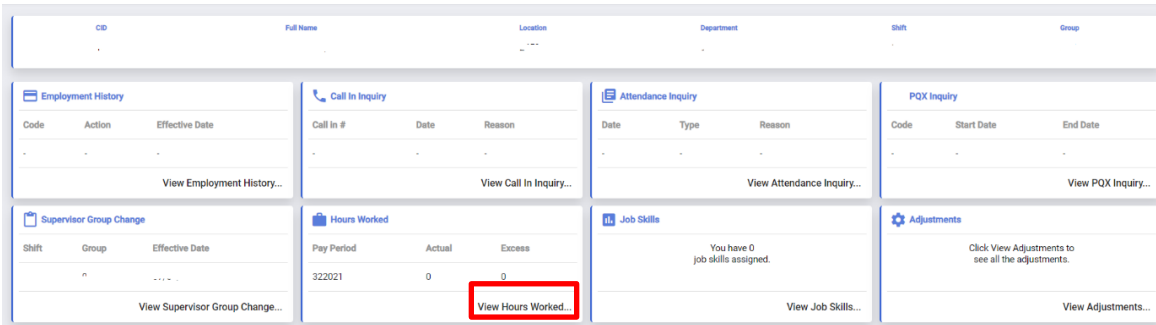 CID Full Name Location Department Shift Group
Employment History
Code Action Effective Date
- - -
View Employment History...
Call In Inquiry
Call in # Date Reason
- - -
View Call In Inquiry...
Attendance Inquiry
Date Type Reason
- - -
View Attendance Inquiry...
PQX Inquiry
Code Start Date End Date
- - -
View PQX Inquiry...
Supervisor Group Change
Shift Group Effective Date
View Supervisor Group Change...
Hours Worked
Pay Period Actual Excess
322021 0 0
View Hours Worked...
Job Skills
You have 0
job skills assigned.
View Job Skills...
Adjustments
Click View Adjustments to
see all the adjustments.
View Adjustments...